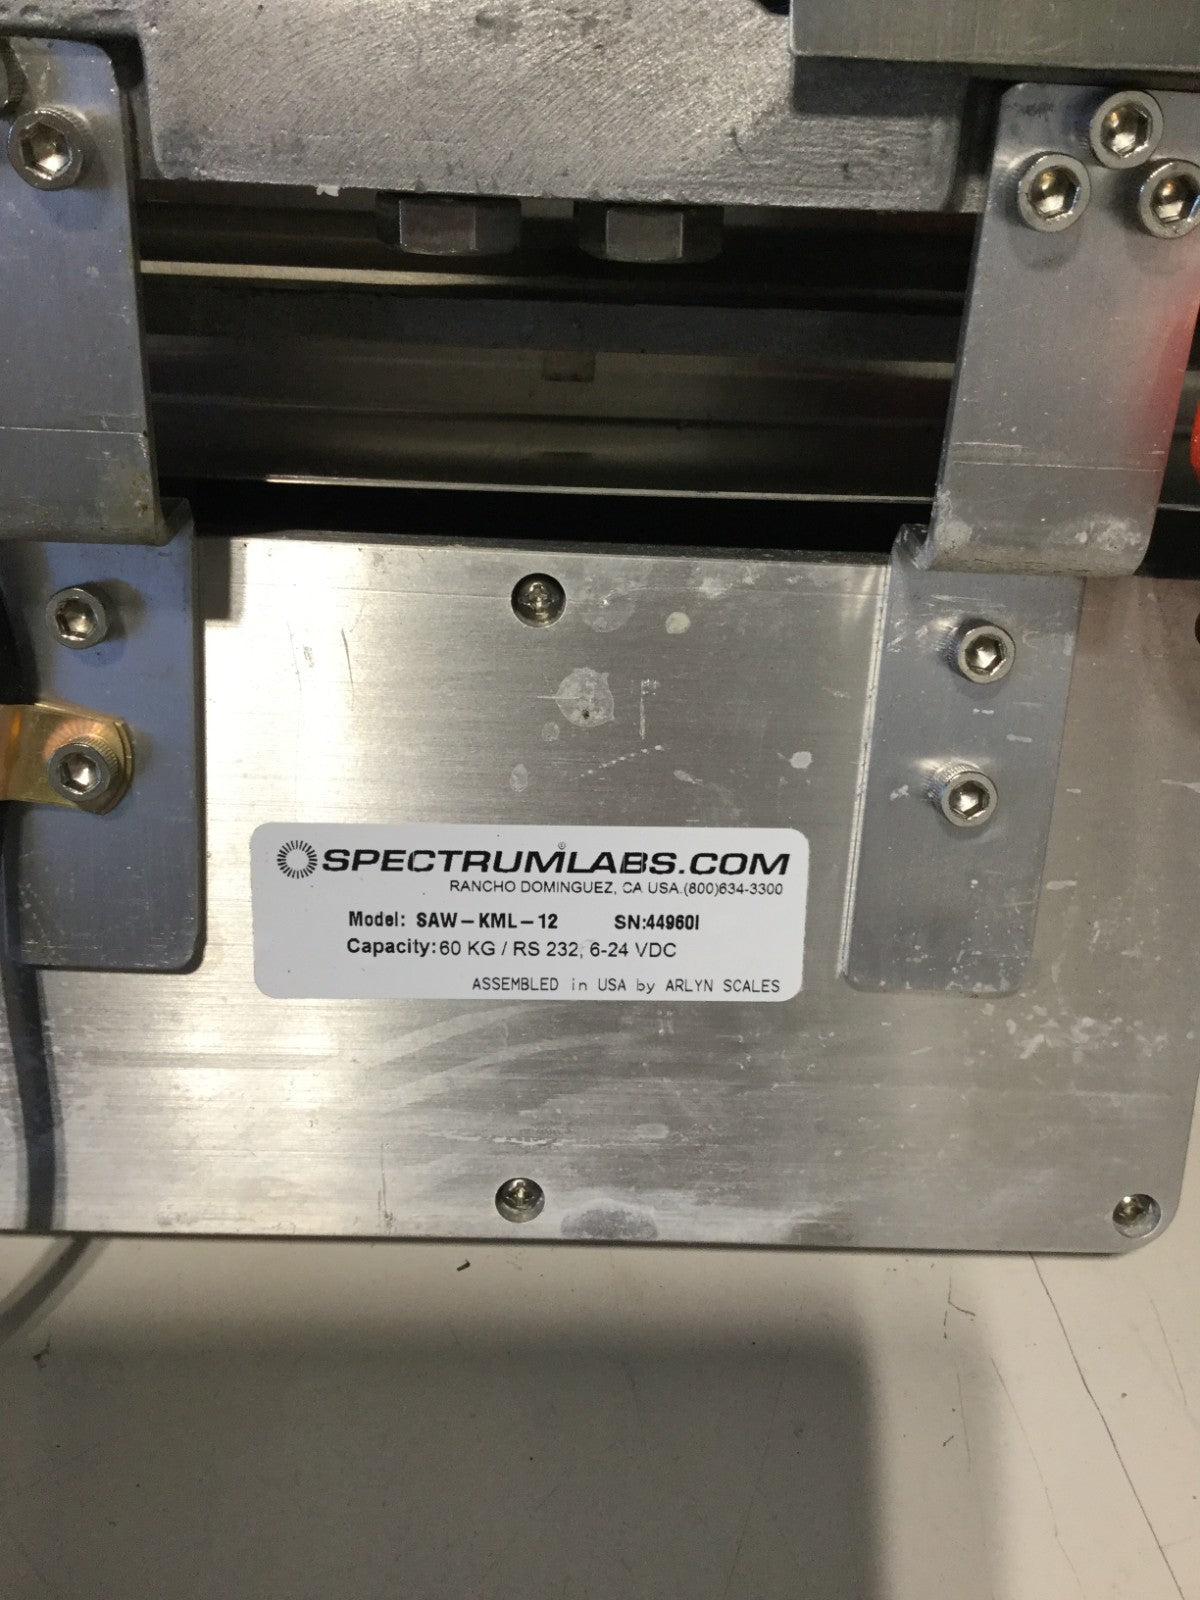 SPECTRUMLABS.COM®
RANCHO DOMINGUEZ, CA USA.(800)634-3300
Model: SAW-KML-12 SN:44960I
Capacity: 60 KG / RS 232, 6-24 VDC
ASSEMBLED in USA by ARLYN SCALES